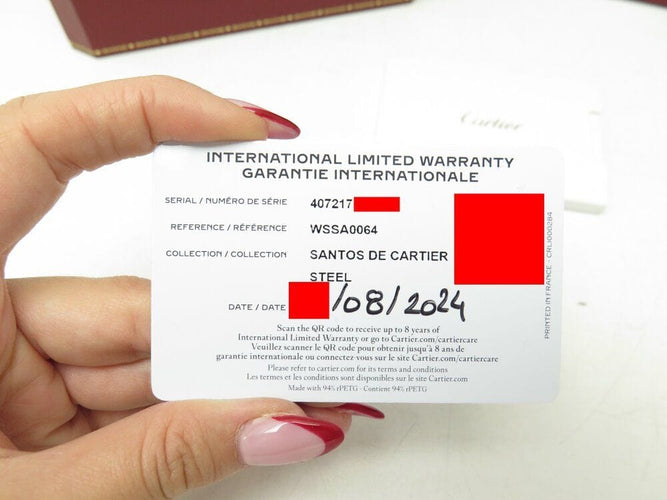 Cartier
INTERNATIONAL LIMITED WARRANTY
GARANTIE INTERNATIONALE
SERIAL / NUMÉRO DE SÉRIE 407217
REFERENCE / RÉFÉRENCE WSSA0064
COLLECTION / COLLECTION SANTOS DE CARTIER
STEEL
DATE / DATE /08/2024
Scan the QR code to receive up to 8 years of
International Limited Warranty or go to Cartier.com/cartiercare
Veuillez scanner le QR code pour obtenir jusqu'à 8 ans de
garantie internationale ou connectez-vous sur le site Cartier.com/cartiercare
Please refer to cartier.com for its terms and conditions
Les termes et les conditions sont disponibles sur le site Cartier.com
Made with 94% rPETG - Contient 94% rPETG
PRINTED IN FRANCE - CRLI000284